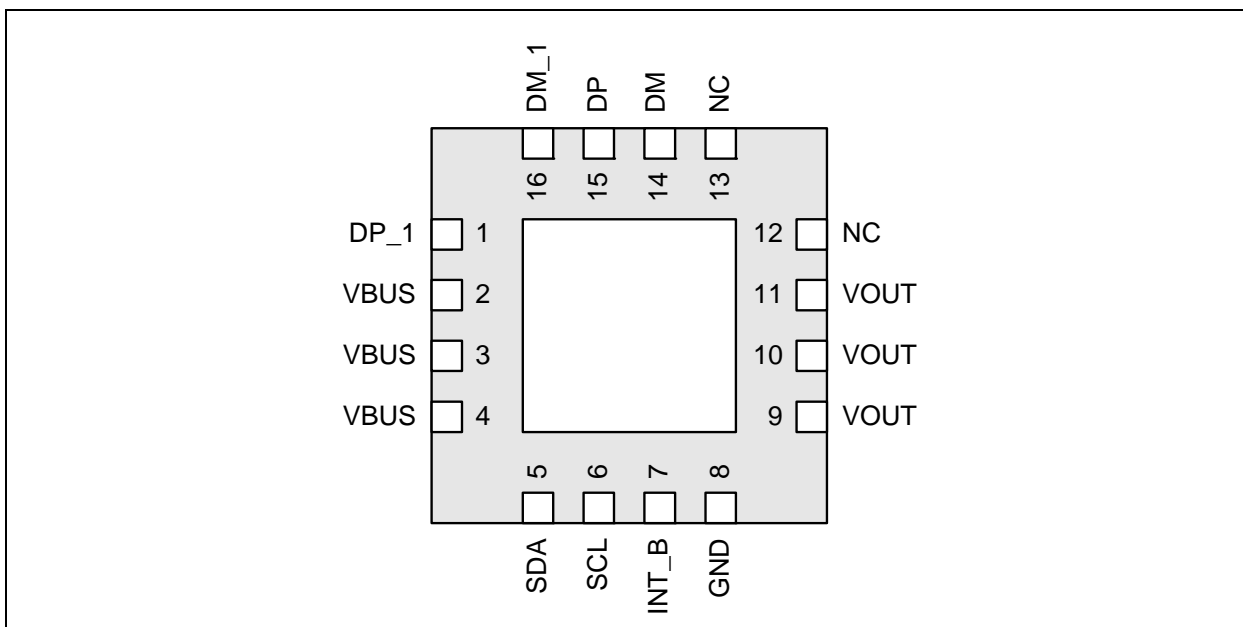 DM_1 DP DM NC
16 15 14 13
DP_1 1 12 NC
VBUS 2 11 VOUT
VBUS 3 10 VOUT
VBUS 4 9 VOUT
5 6 7 8
SDA SCL INT_B GND